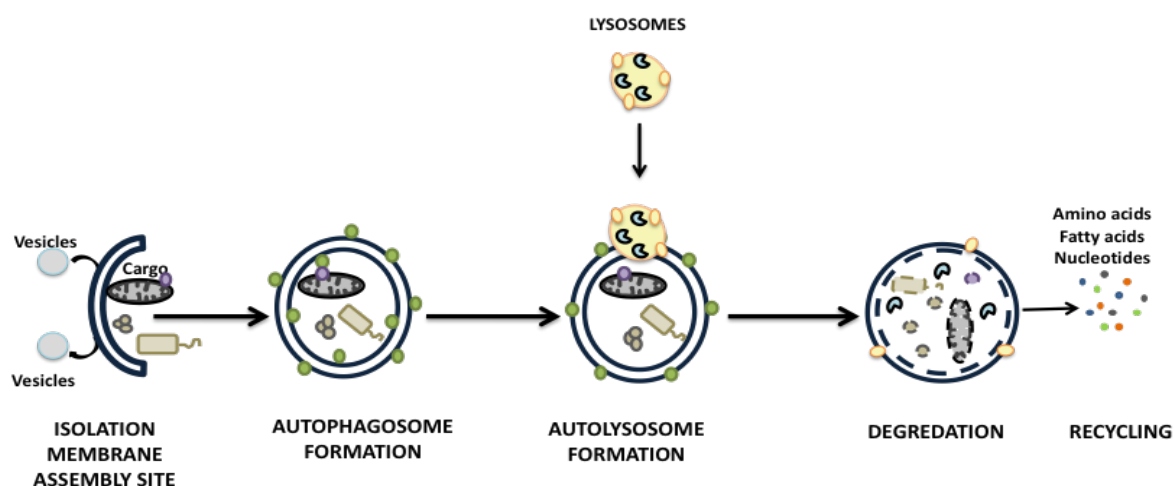 LYSOSOMES
Vesicles
Cargo
Vesicles
Amino acids
Fatty acids
Nucleotides
ISOLATION
MEMBRANE
ASSEMBLY SITE
AUTOPHAGOSOME
FORMATION
AUTOLYSOSOME
FORMATION
DEGREDATION
RECYCLING